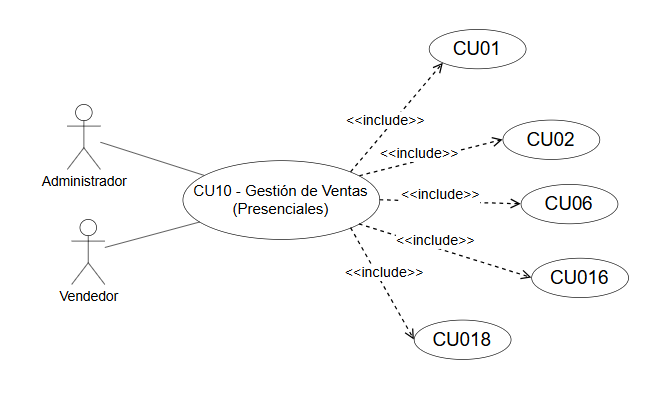 CU01
<<include>>
CU02
<<include>>
Administrador
CU10 - Gestión de Ventas
(Presenciales)
<<include>>
CU06
<<include>>
Vendedor
<<include>>
CU016
CU018